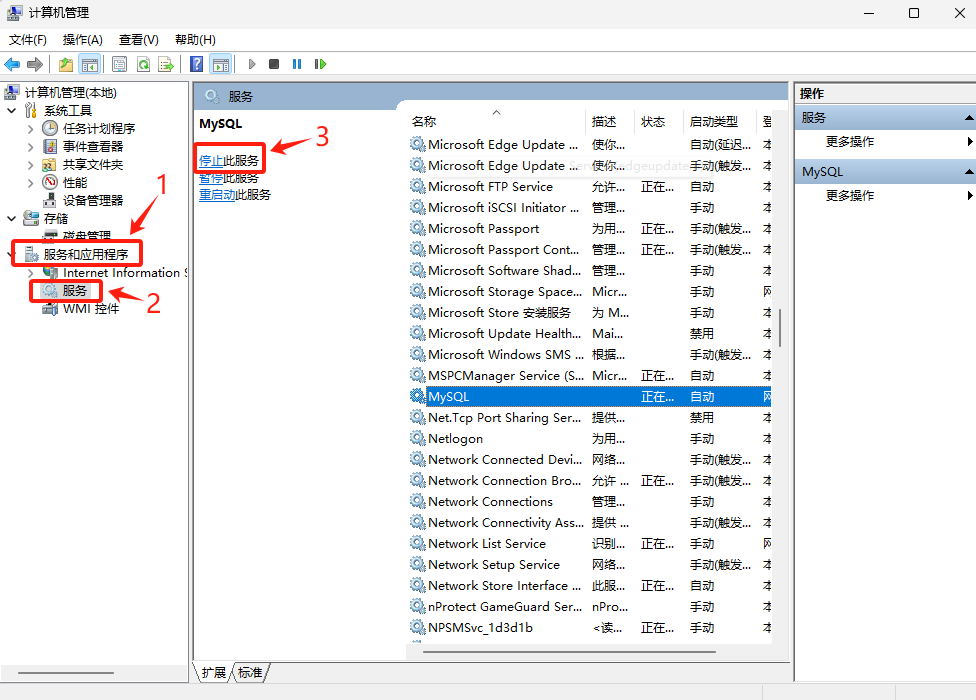 计算机管理
文件(F) 操作(A) 查看(V) 帮助(H)
计算机管理(本地)
系统工具
任务计划程序
事件查看器
共享文件夹
性能
设备管理器
存储
磁盘管理
服务和应用程序
Internet Information S
服务
WMI 控件
1
2
服务
MySQL
停止此服务
暂停此服务
重启动此服务
3
名称 描述 状态 启动类型 登
Microsoft Edge Update ... 使你... 自动(延迟... 本
Microsoft Edge Update ... 使你... 手动(触发... 本
Microsoft FTP Service 允许... 正在... 自动 本
Microsoft iSCSI Initiator ... 管理... 手动 本
Microsoft Passport 为用... 正在... 手动(触发... 本
Microsoft Passport Cont... 管理... 正在... 手动(触发... 本
Microsoft Software Shad... 管理... 手动 本
Microsoft Storage Space... Micr... 手动 网
Microsoft Store 安装服务 为 M... 手动 本
Microsoft Update Health... Mai... 禁用 本
Microsoft Windows SMS ... 根据... 手动(触发... 本
MSPCManager Service (S... Micr... 正在... 自动 本
MySQL 正在... 自动 网
Net.Tcp Port Sharing Ser... 提供... 禁用 本
Netlogon 为用... 手动 本
Network Connected Devi... 网络... 手动(触发... 本
Network Connection Bro... 允许 ... 正在... 手动(触发... 本
Network Connections 管理... 手动 本
Network Connectivity Ass... 提供 ... 手动(触发... 本
Network List Service 识别... 正在... 手动 网
Network Setup Service 网络... 手动(触发... 本
Network Store Interface ... 此服... 正在... 自动 本
nProtect GameGuard Ser... nPro... 手动 本
NPSMSvc_1d3d1b <读... 正在... 手动 本
扩展 标准
操作
服务
更多操作
MySQL
更多操作